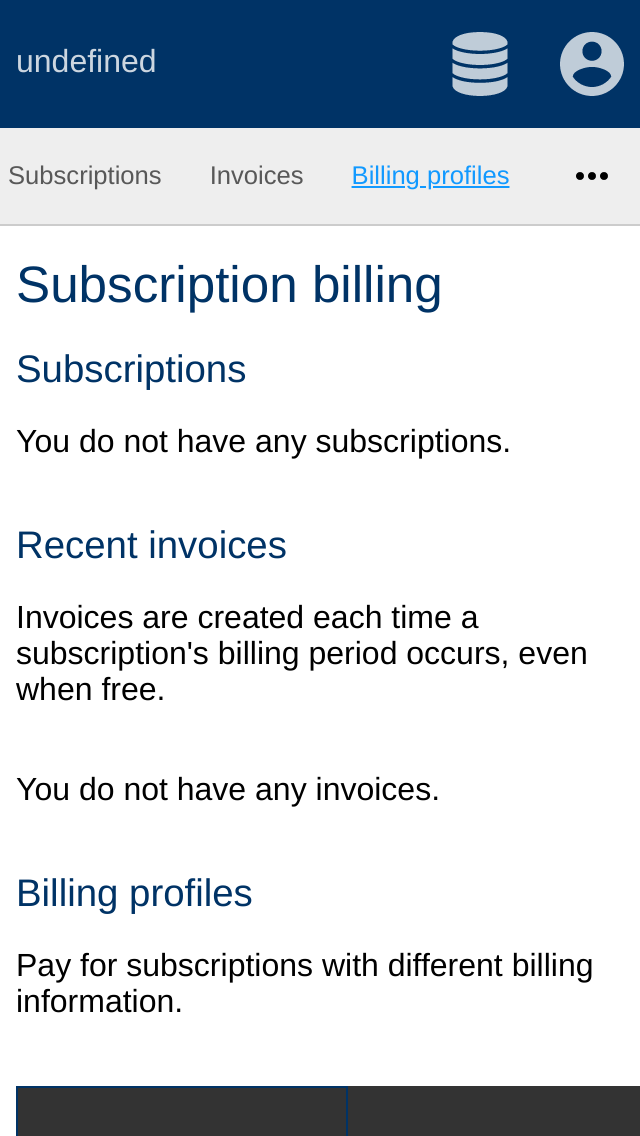 undefined
Subscriptions Invoices Billing profiles
Subscription billing
Subscriptions
You do not have any subscriptions.
Recent invoices
Invoices are created each time a
subscription's billing period occurs, even
when free.
You do not have any invoices.
Billing profiles
Pay for subscriptions with different billing
information.